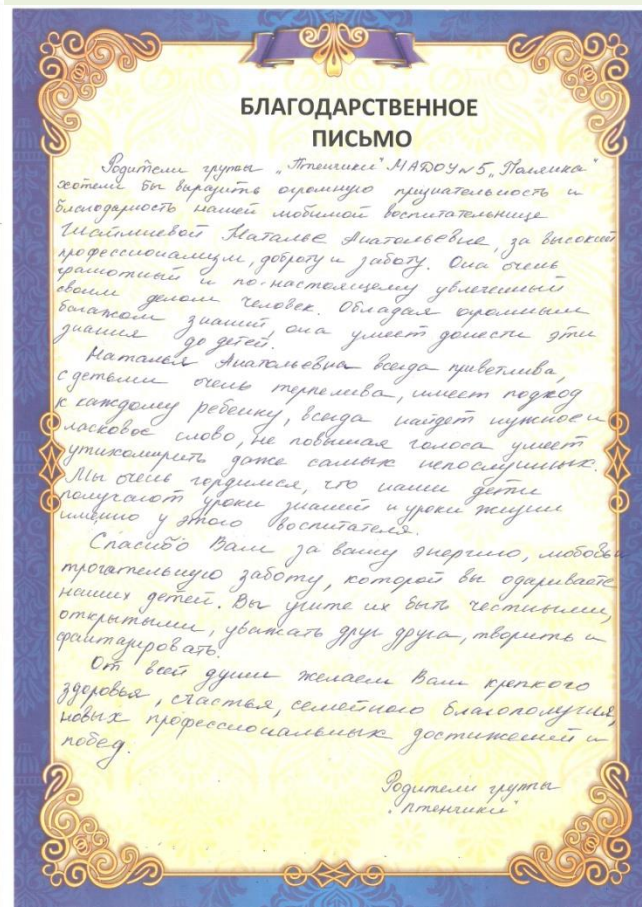 БЛАГОДАРСТВЕННОЕ
ПИСЬМО
Родители группы „Птенчики" МАДОУ №5 „Полянка"
хотели бы выразить огромную признательность и
благодарность нашей любимой воспитательнице
Наталье Анатольевне, за высокий
профессионализм, доброту и заботу. Она очень
грамотный и по-настоящему увлеченный
своим делом человек. Обладая огромным
багажом знаний, она умеет донести эти
знания до детей.
Наталья Анатольевна всегда приветлива,
с детьми очень терпелива, имеет подход
к каждому ребенку, всегда найдет нужное и
ласковое слово, не повышая голоса умеет
утихомирить даже самых непослушных.
Мы очень гордимся, что наши дети
получают уроки знаний и уроки жизни
именно у этого воспитателя.
Спасибо Вам за вашу энергию, любовь и
трогательную заботу, которой вы одариваете
наших детей. Вы учите их быть честными,
открытыми, уважать друг друга, творить и
фантазировать.
От всей души желаем Вам крепкого
здоровья, счастья, семейного благополучия,
новых профессиональных достижений и
побед.
Родители группы
„Птенчики"